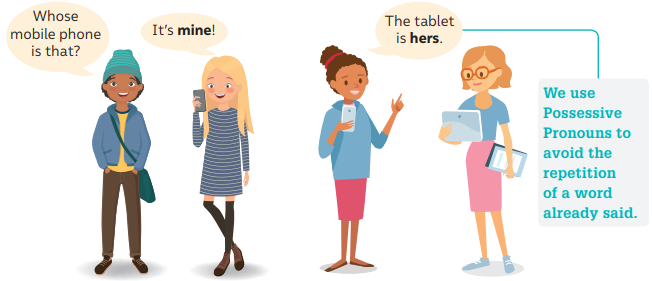 Whose
mobile phone
is that?
It's mine!
The tablet
is hers.
We use
Possessive
Pronouns to
avoid the
repetition
of a word
already said.